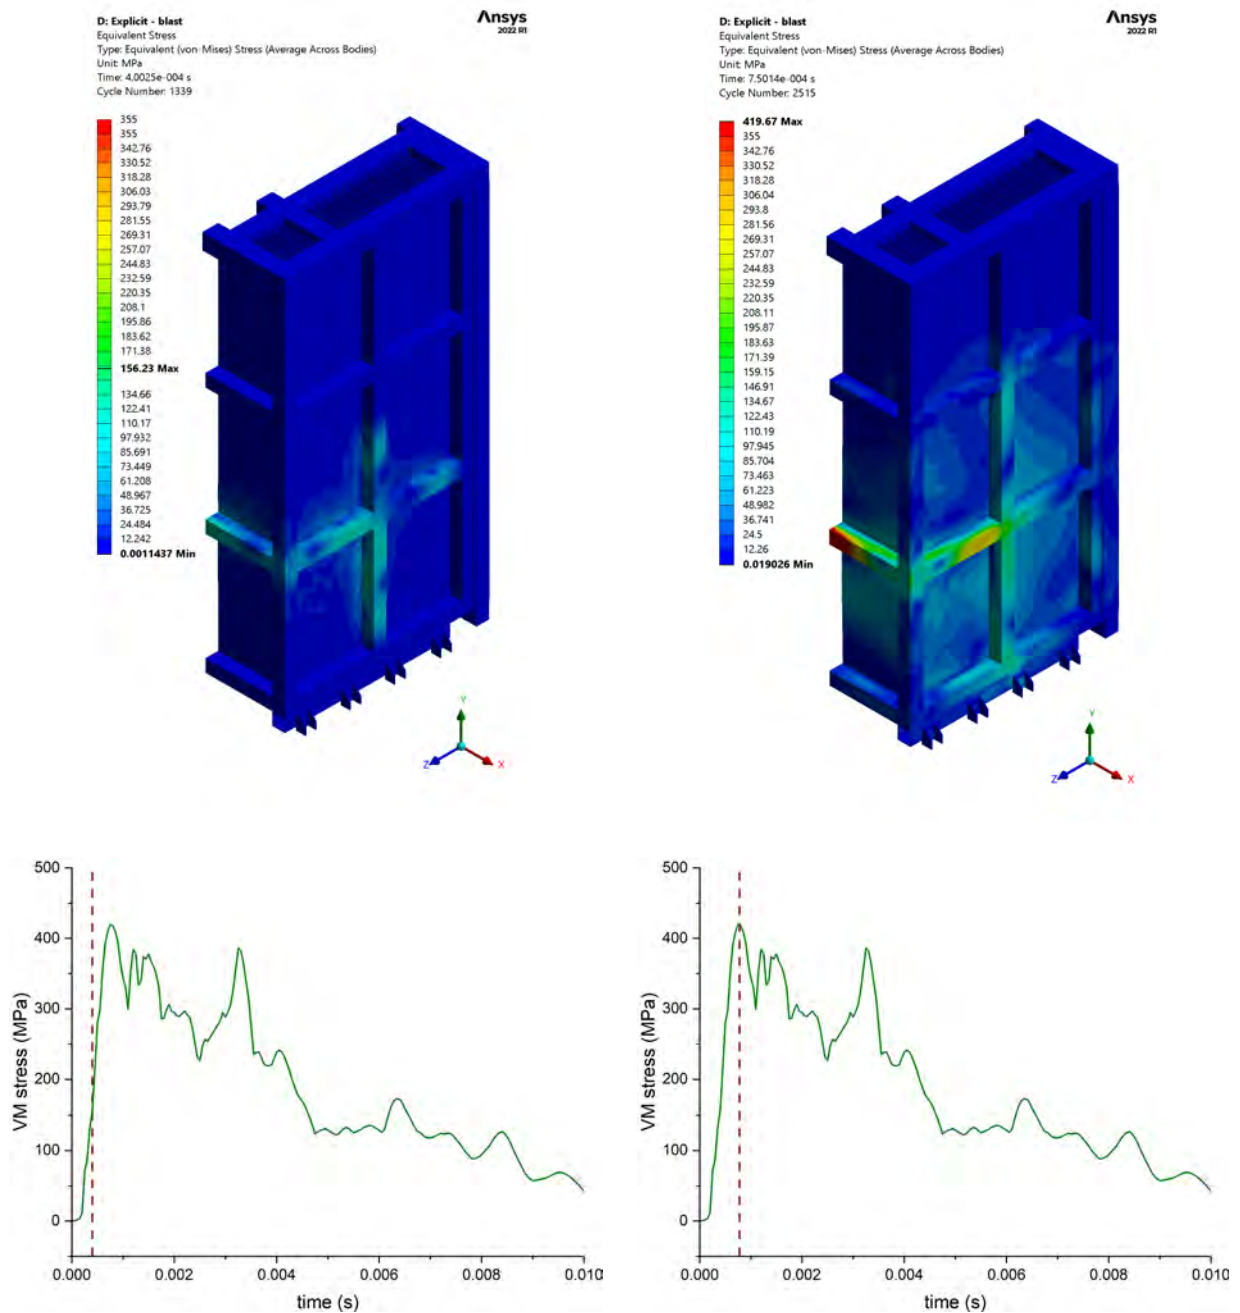 D: Explicit - blast
Equivalent Stress
Type: Equivalent (von-Mises) Stress (Average Across Bodies)
Unit: MPa
Time: 4.0025e-004 s
Cycle Number: 1339
Ansys
2022 R1
355
355
342.76
330.52
318.28
306.03
293.79
281.55
269.31
257.07
244.83
232.59
220.35
208.1
195.86
183.62
171.38
156.23 Max
134.66
122.41
110.17
97.932
85.691
73.449
61.208
48.967
36.725
24.484
12.242
0.0011437 Min
Y
Z
X
D: Explicit - blast
Equivalent Stress
Type: Equivalent (von-Mises) Stress (Average Across Bodies)
Unit: MPa
Time: 7.5014e-004 s
Cycle Number: 2515
Ansys
2022 R1
419.67 Max
355
342.76
330.52
318.28
306.04
293.8
281.56
269.31
257.07
244.83
232.59
220.35
208.11
195.87
183.63
171.39
159.15
146.91
134.67
122.43
110.19
97.945
85.704
73.463
61.223
48.982
36.741
24.5
12.26
0.019026 Min
Y
Z
X
500
400
300
200
100
0
VM stress (MPa)
0.000
0.002
0.004
0.006
0.008
0.010
time (s)
500
400
300
200
100
0
VM stress (MPa)
0.000
0.002
0.004
0.006
0.008
0.010
time (s)